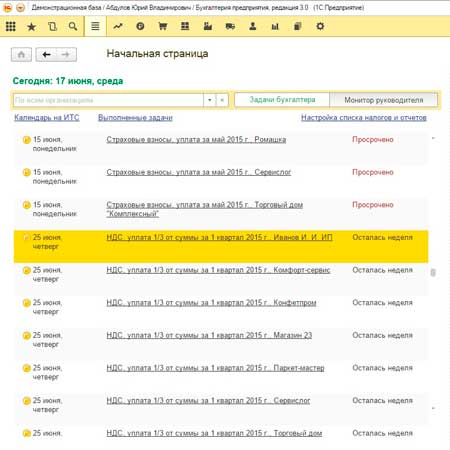 Демонстрационная база / Абдулов Юрий Владимирович / Бухгалтерия предприятия, редакция 3.0 (1С:Предприятие)
Начальная страница
Сегодня: 17 июня, среда
По всем организациям Задачи бухгалтера Монитор руководителя
Календарь на ИТС Выполненные задачи Настройка списка налогов и отчетов
15 июня, Страховые взносы, уплата за май 2015 г., Ромашка Просрочено
понедельник
15 июня, Страховые взносы, уплата за май 2015 г., Сервислог Просрочено
понедельник
15 июня, Страховые взносы, уплата за май 2015 г., Торговый дом Просрочено
понедельник "Комплексный"
25 июня, НДС, уплата 1/3 от суммы за 1 квартал 2015 г., Иванов И. И. ИП Осталась неделя
четверг
25 июня, НДС, уплата 1/3 от суммы за 1 квартал 2015 г., Комфорт-сервис Осталась неделя
четверг
25 июня, НДС, уплата 1/3 от суммы за 1 квартал 2015 г., Конфетпром Осталась неделя
четверг
25 июня, НДС, уплата 1/3 от суммы за 1 квартал 2015 г., Магазин 23 Осталась неделя
четверг
25 июня, НДС, уплата 1/3 от суммы за 1 квартал 2015 г., Паркет-мастер Осталась неделя
четверг
25 июня, НДС, уплата 1/3 от суммы за 1 квартал 2015 г., Сервислог Осталась неделя
четверг
25 июня, НДС, уплата 1/3 от суммы за 1 квартал 2015 г., Торговый дом Осталась неделя